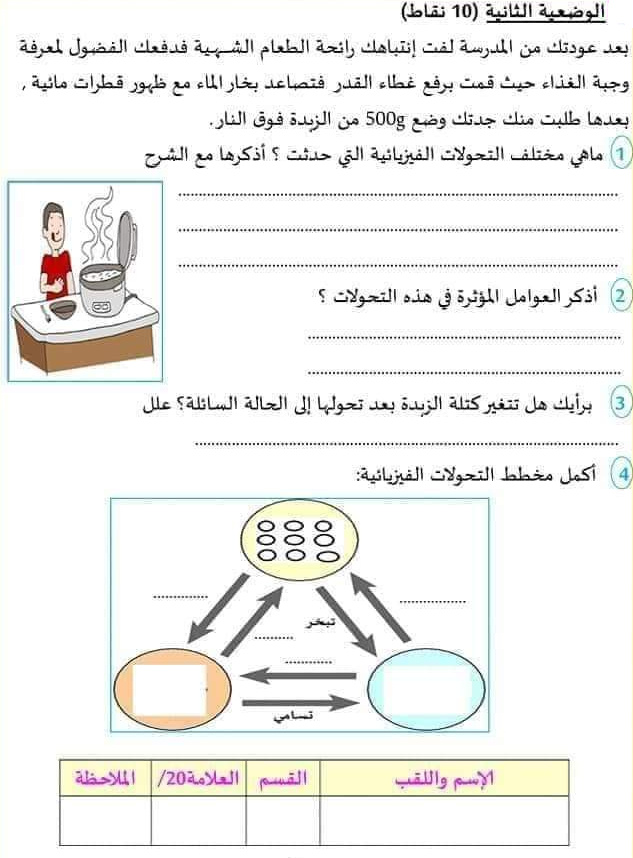 الوضعية الثانية (10 نقاط)
بعد عودتك من المدرسة لفت إنتباهك رائحة الطعام الشهية فدفعك الفضول لمعرفة
وجبة الغذاء حيث قمت برفع غطاء القدر فتصاعد بخار الماء مع ظهور قطرات مائية ,
بعدها طلبت منك جدتك وضع 500g من الزبدة فوق النار.
1 ماهي مختلف التحولات الفيزيائية التي حدثت ؟ أذكرها مع الشرح
2 أذكر العوامل المؤثرة في هذه التحولات ؟
3 برأيك هل تتغير كتلة الزبدة بعد تحولها إلى الحالة السائلة؟ علل
4 أكمل مخطط التحولات الفيزيائية:
تبخر
تسامي
الإسم واللقب القسم العلامة20/ الملاحظة